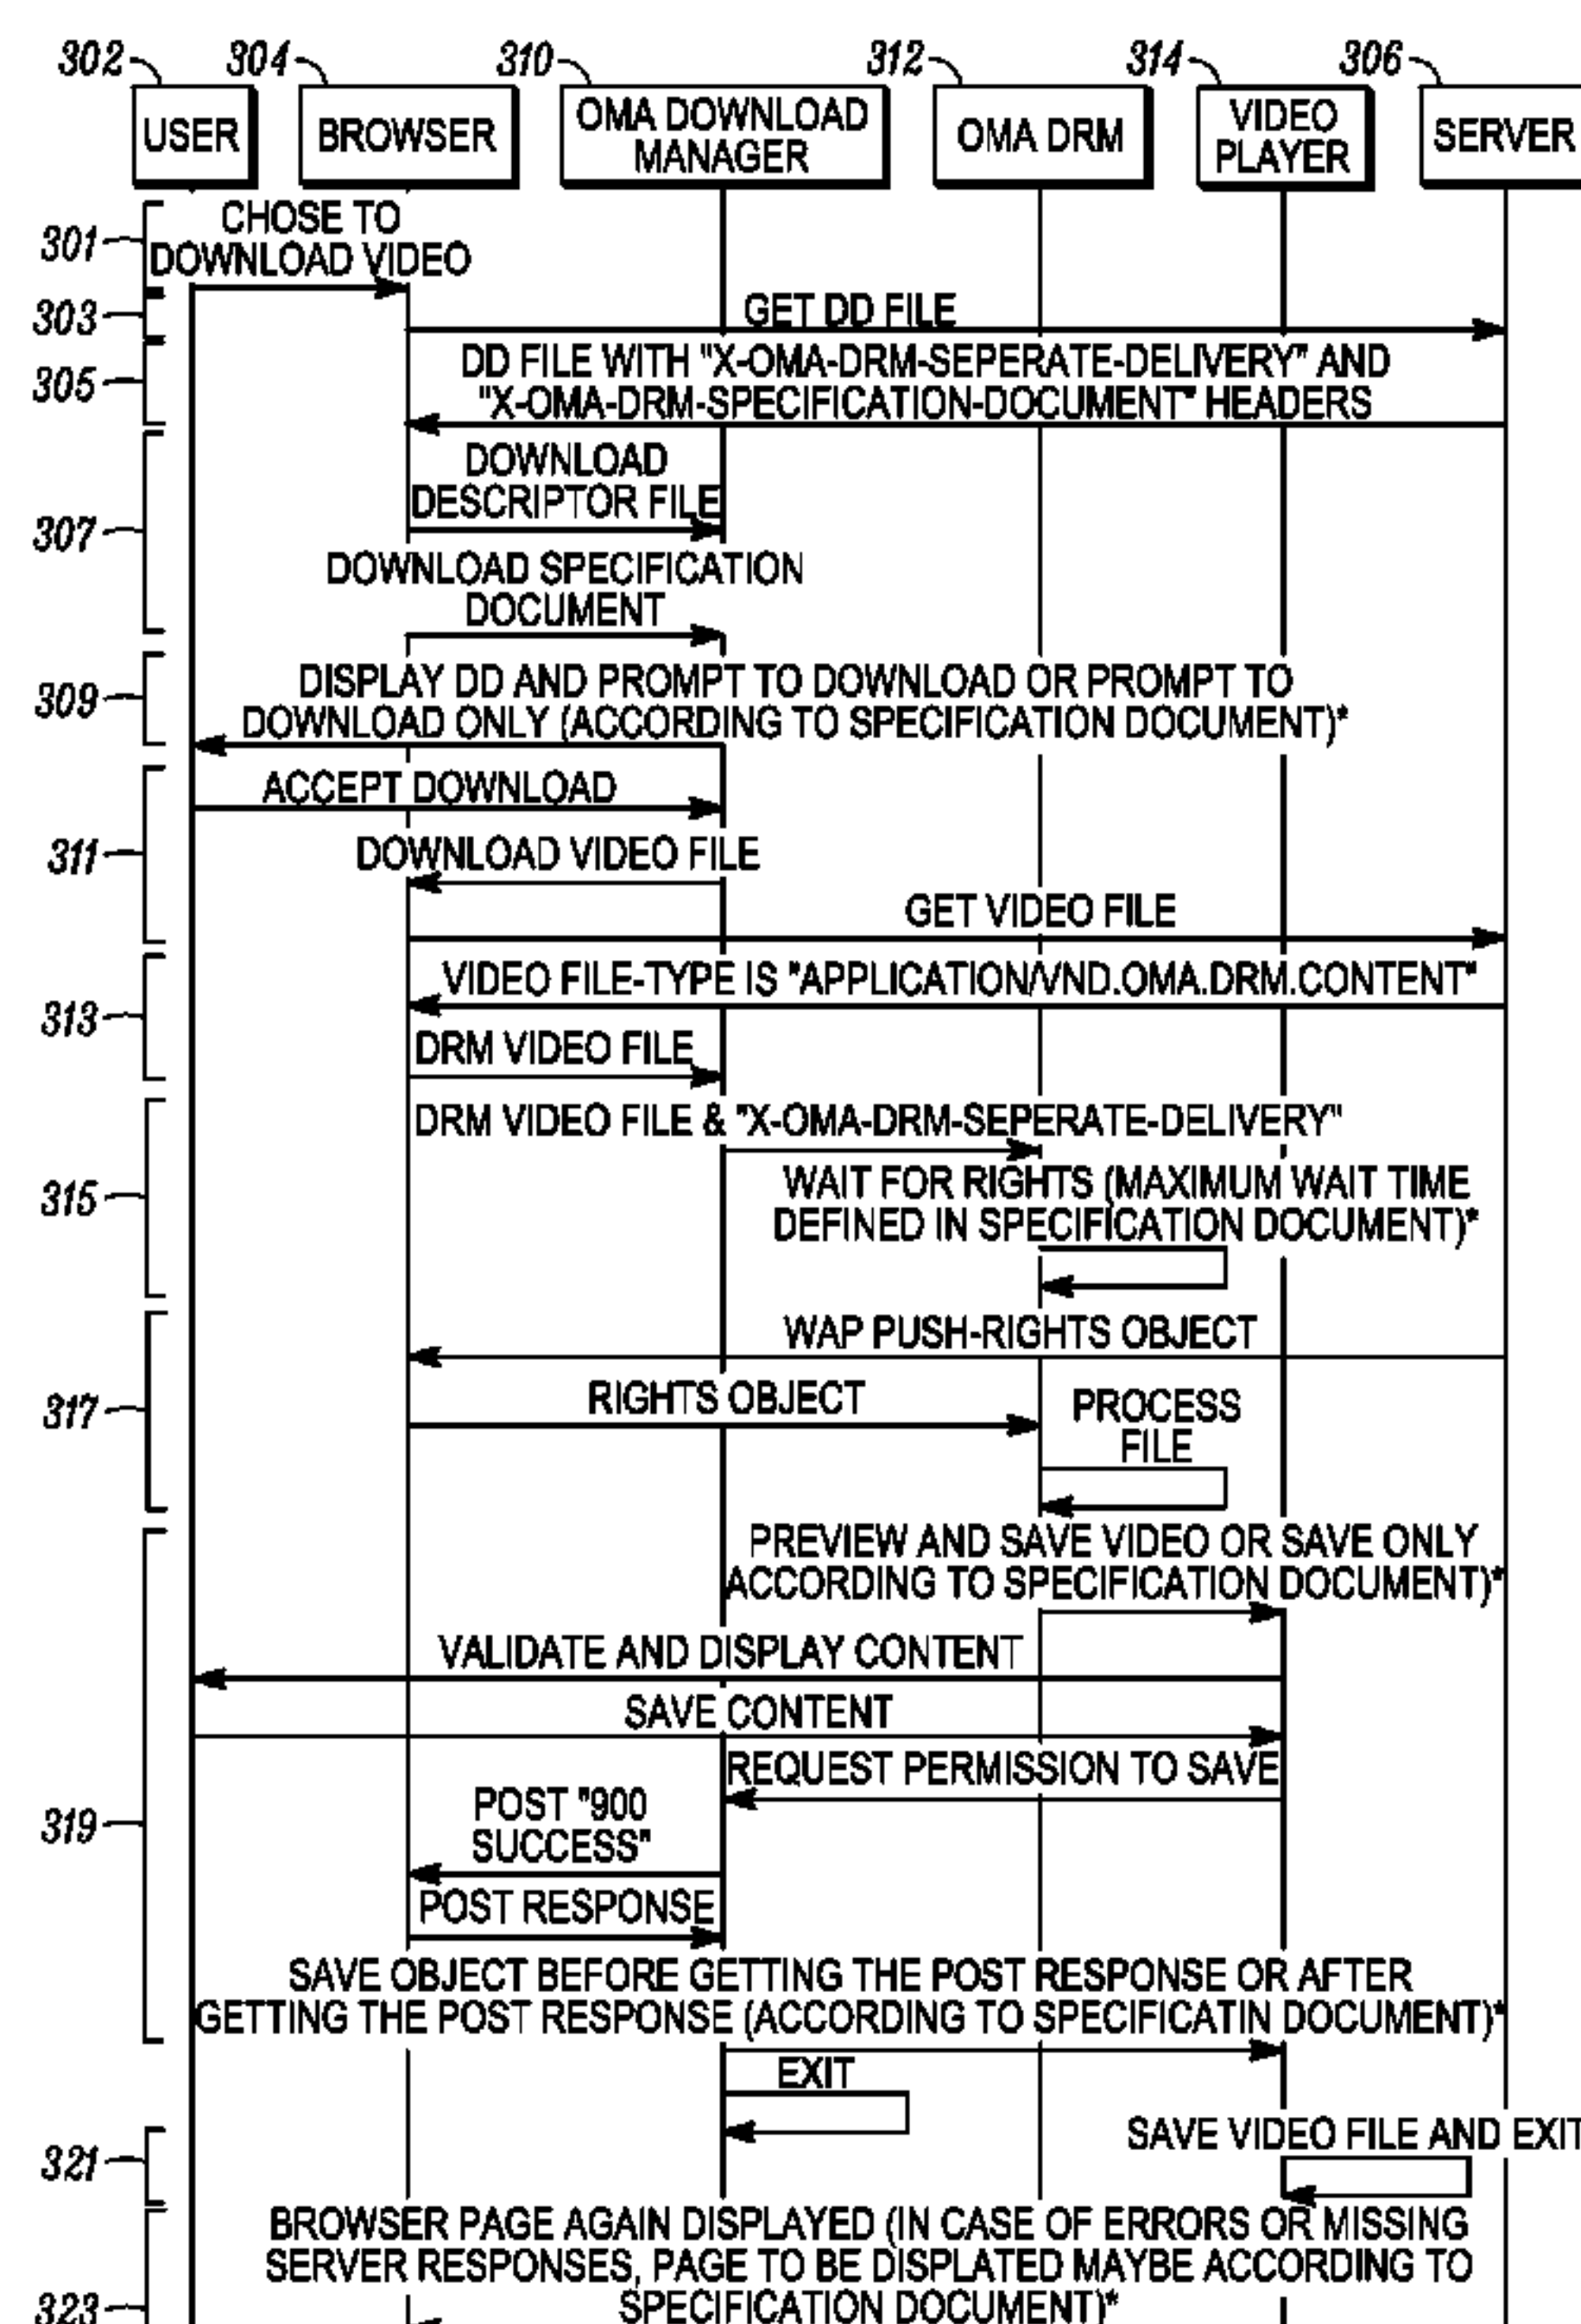 302 304 310 312 314 306
USER BROWSER OMA DOWNLOAD MANAGER OMA DRM VIDEO PLAYER SERVER
301
CHOSE TO
DOWNLOAD VIDEO
303
GET DD FILE
305
DD FILE WITH "X-OMA-DRM-SEPERATE-DELIVERY" AND
"X-OMA-DRM-SPECIFICATION-DOCUMENT" HEADERS
307
DOWNLOAD
DESCRIPTOR FILE
DOWNLOAD SPECIFICATION
DOCUMENT
309
DISPLAY DD AND PROMPT TO DOWNLOAD OR PROMPT TO
DOWNLOAD ONLY (ACCORDING TO SPECIFICATION DOCUMENT)*
ACCEPT DOWNLOAD
311
DOWNLOAD VIDEO FILE
GET VIDEO FILE
313
VIDEO FILE-TYPE IS "APPLICATION/VND.OMA.DRM.CONTENT"
DRM VIDEO FILE
315
DRM VIDEO FILE & "X-OMA-DRM-SEPERATE-DELIVERY"
WAIT FOR RIGHTS (MAXIMUM WAIT TIME
DEFINED IN SPECIFICATION DOCUMENT)*
317
WAP PUSH-RIGHTS OBJECT
RIGHTS OBJECT
PROCESS
FILE
PREVIEW AND SAVE VIDEO OR SAVE ONLY
ACCORDING TO SPECIFICATION DOCUMENT)*
VALIDATE AND DISPLAY CONTENT
SAVE CONTENT
REQUEST PERMISSION TO SAVE
319
POST "900
SUCCESS"
POST RESPONSE
SAVE OBJECT BEFORE GETTING THE POST RESPONSE OR AFTER
GETTING THE POST RESPONSE (ACCORDING TO SPECIFICATIN DOCUMENT)*
EXIT
321
SAVE VIDEO FILE AND EXIT
323
BROWSER PAGE AGAIN DISPLAYED (IN CASE OF ERRORS OR MISSING
SERVER RESPONSES, PAGE TO BE DISPLATED MAYBE ACCORDING TO
SPECIFICATION DOCUMENT)*